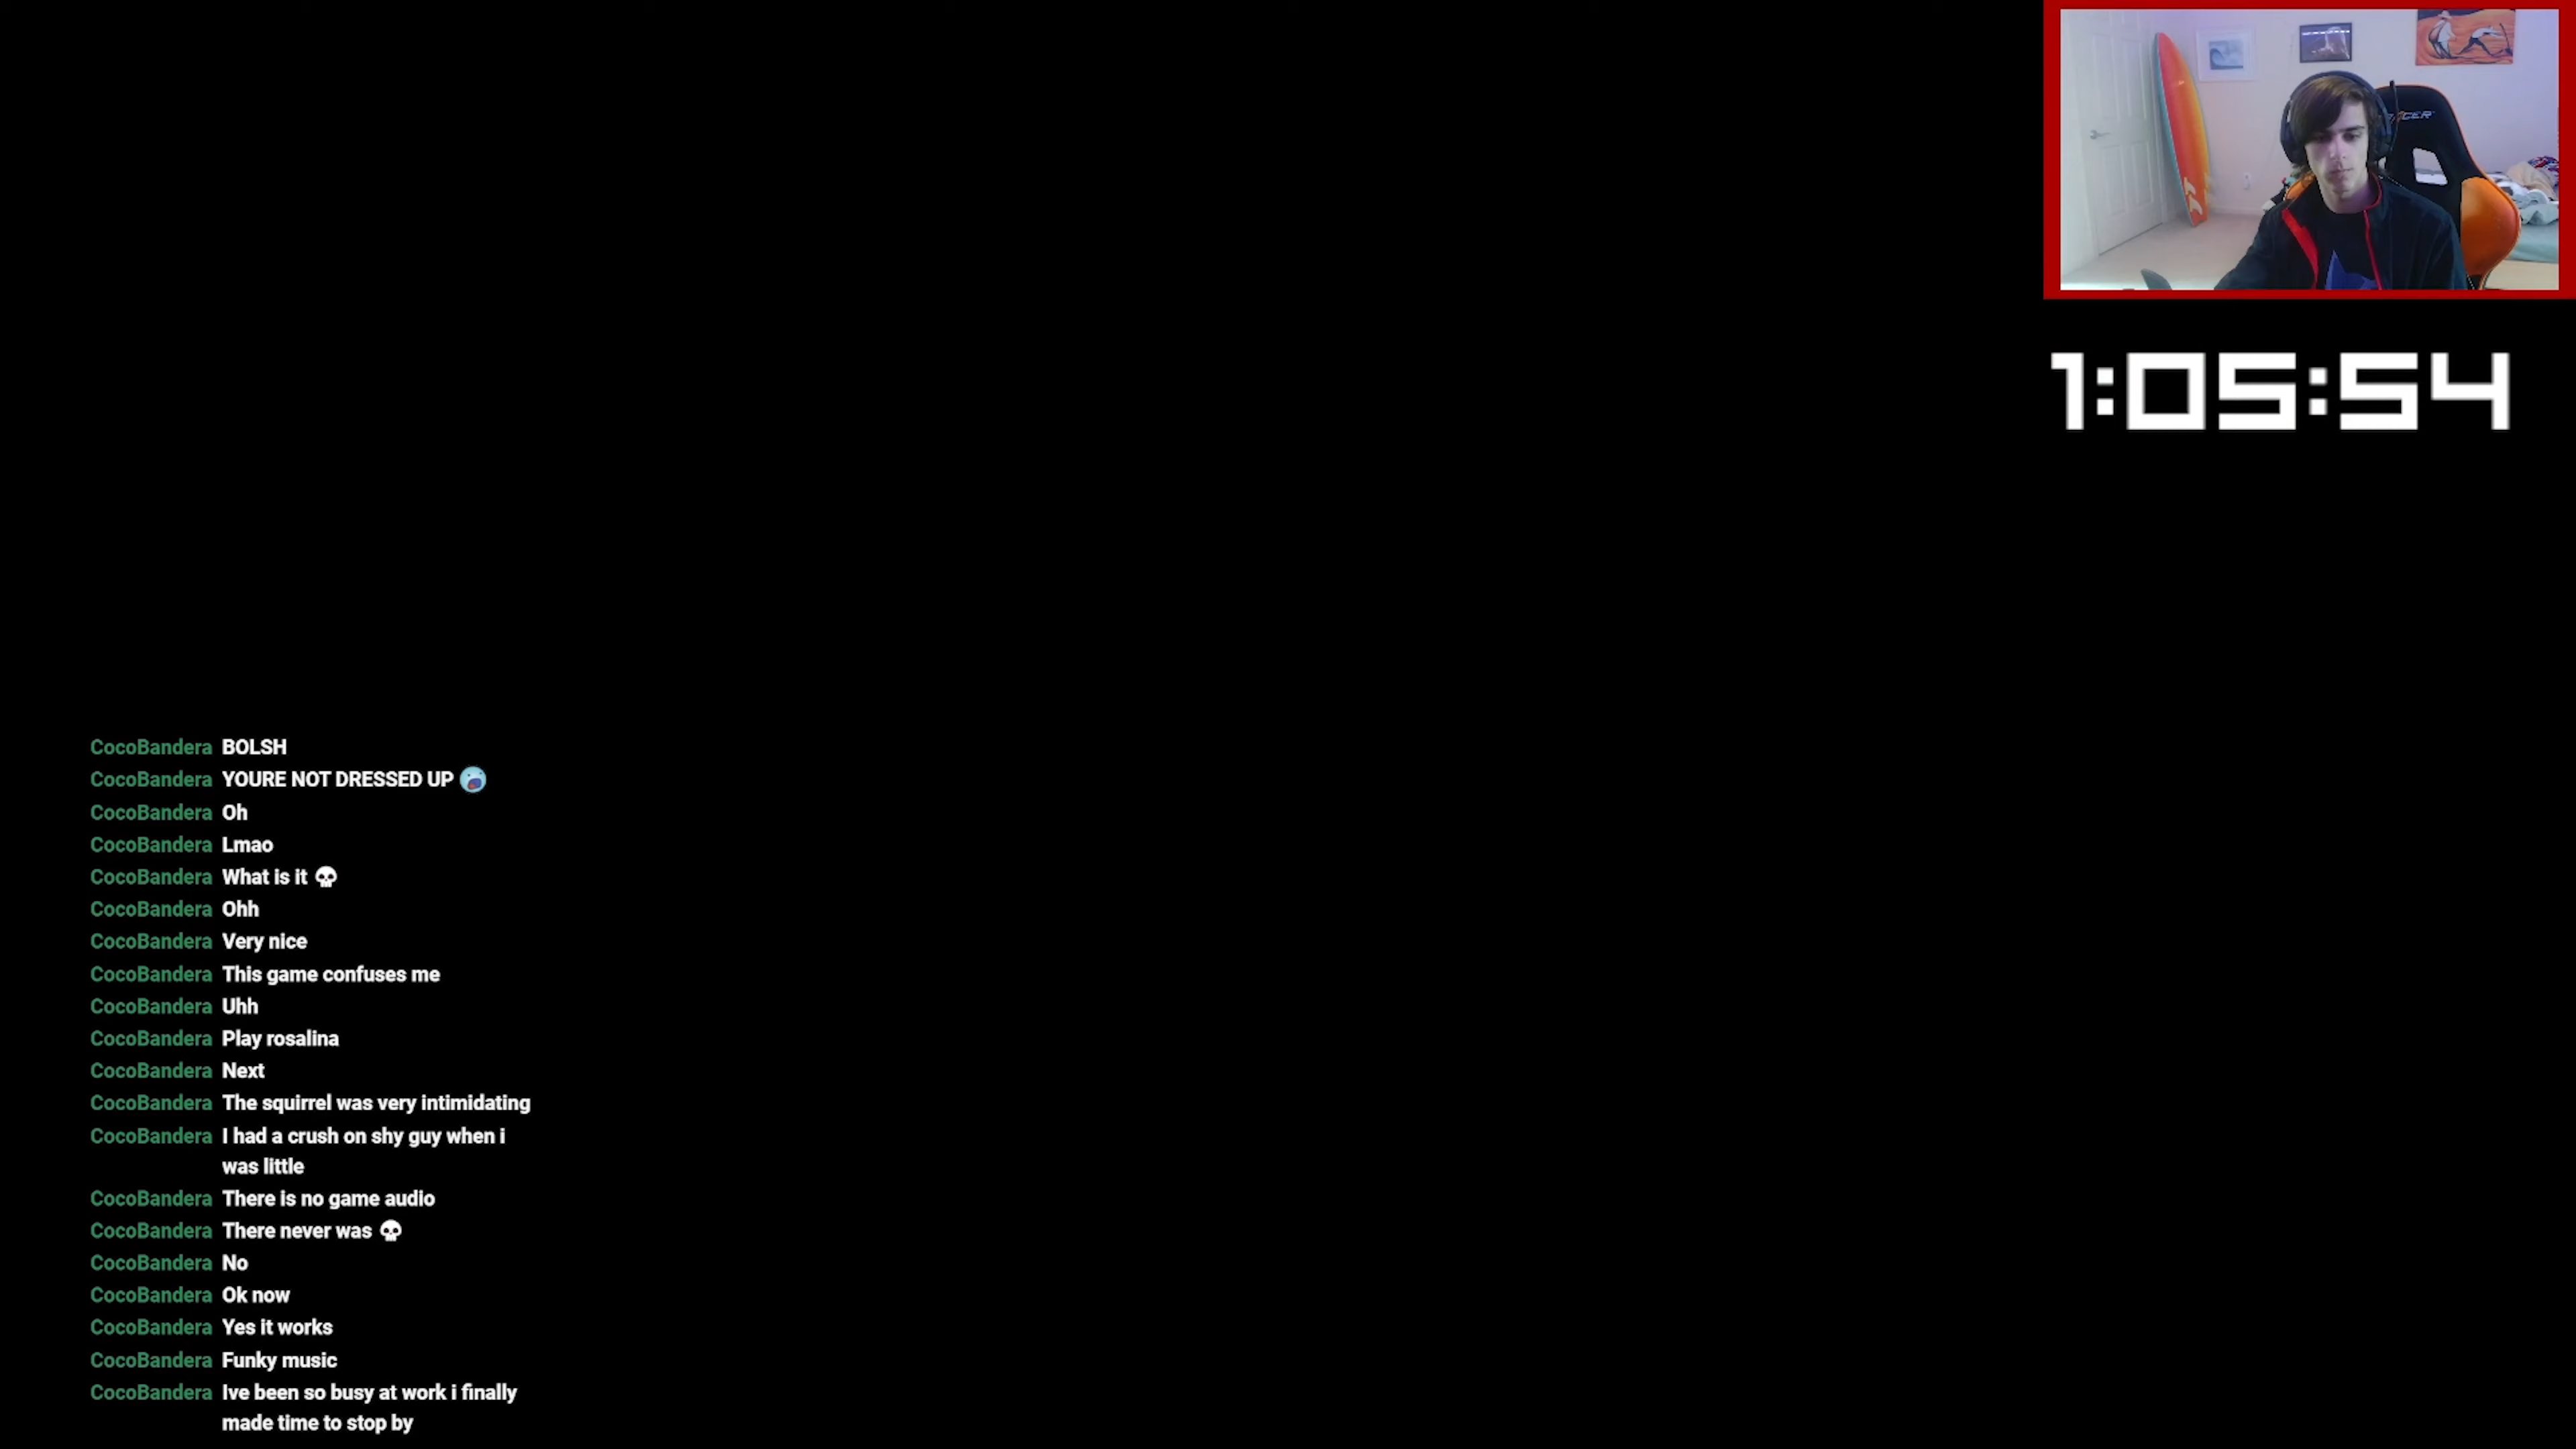 1:05:54
CocoBandera BOLSH
CocoBandera YOURE NOT DRESSED UP
CocoBandera Oh
CocoBandera Lmao
CocoBandera What is it 💀
CocoBandera Ohh
CocoBandera Very nice
CocoBandera This game confuses me
CocoBandera Uhh
CocoBandera Play rosalina
CocoBandera Next
CocoBandera The squirrel was very intimidating
CocoBandera I had a crush on shy guy when i
was little
CocoBandera There is no game audio
CocoBandera There never was 💀
CocoBandera No
CocoBandera Ok now
CocoBandera Yes it works
CocoBandera Funky music
CocoBandera Ive been so busy at work i finally
made time to stop by